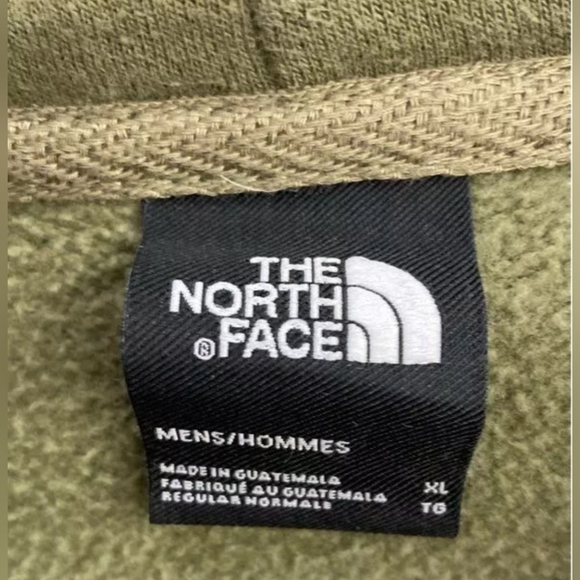 THE
NORTH
® FACE
MENS/HOMMES
MADE IN GUATEMALA
FABRIQUÉ AU GUATEMALA
REGULAR NORMALE
XL
TG